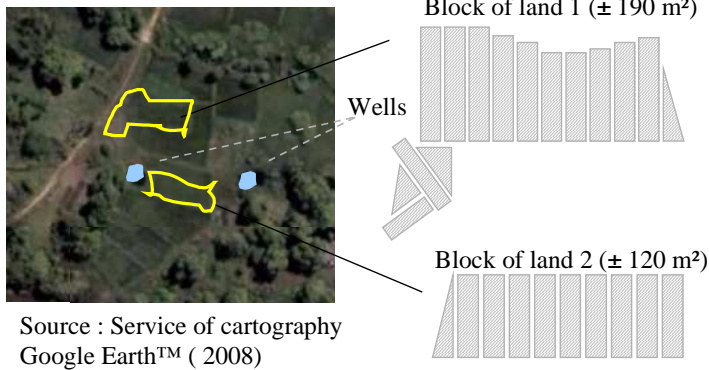 Block of land 1 (± 190 m²)
Wells
Block of land 2 (± 120 m²)
Source : Service of cartography
Google Earth™ ( 2008)